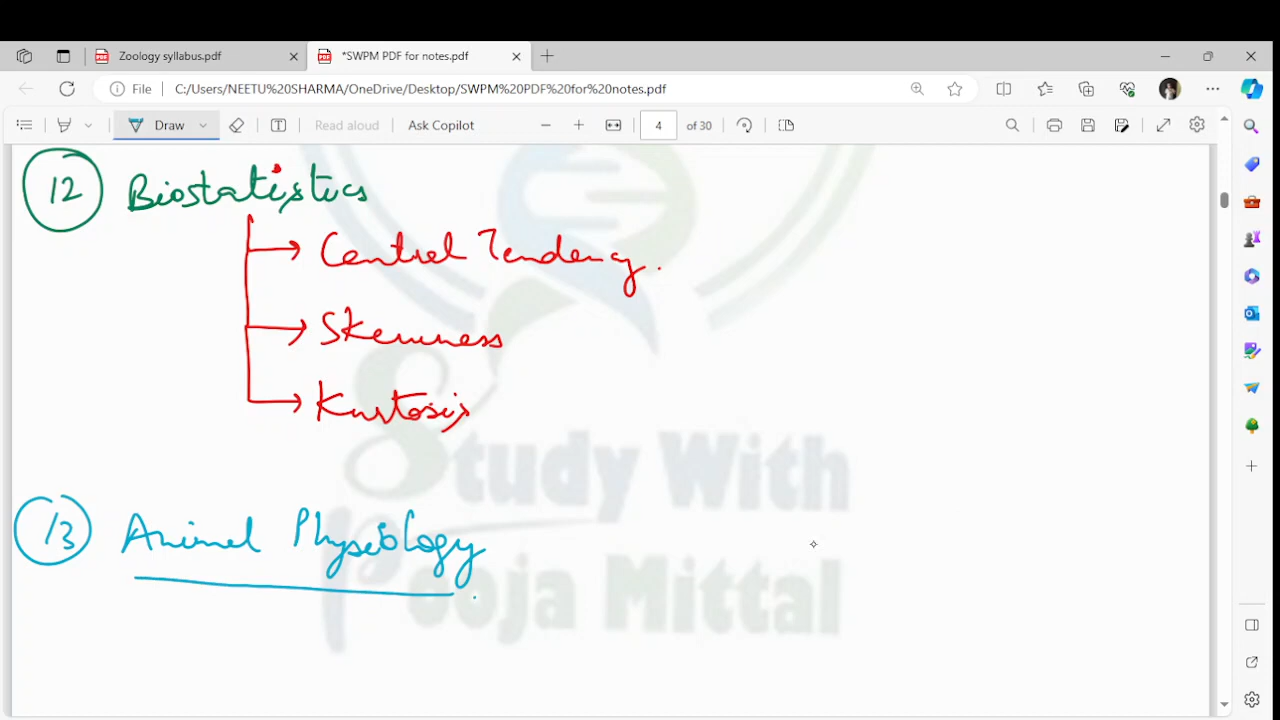 Zoology syllabus.pdf
*SWPM PDF for notes.pdf
File
C:/Users/NEETU%20SHARMA/OneDrive/Desktop/SWPM%20PDF%20for%20notes.pdf
Draw
Read aloud
Ask Copilot
4
of 30
12 Biostatistics
Central Tendency.
Skewness
Kurtosis
Study With
13 Animal Physiology
Pooja Mittal